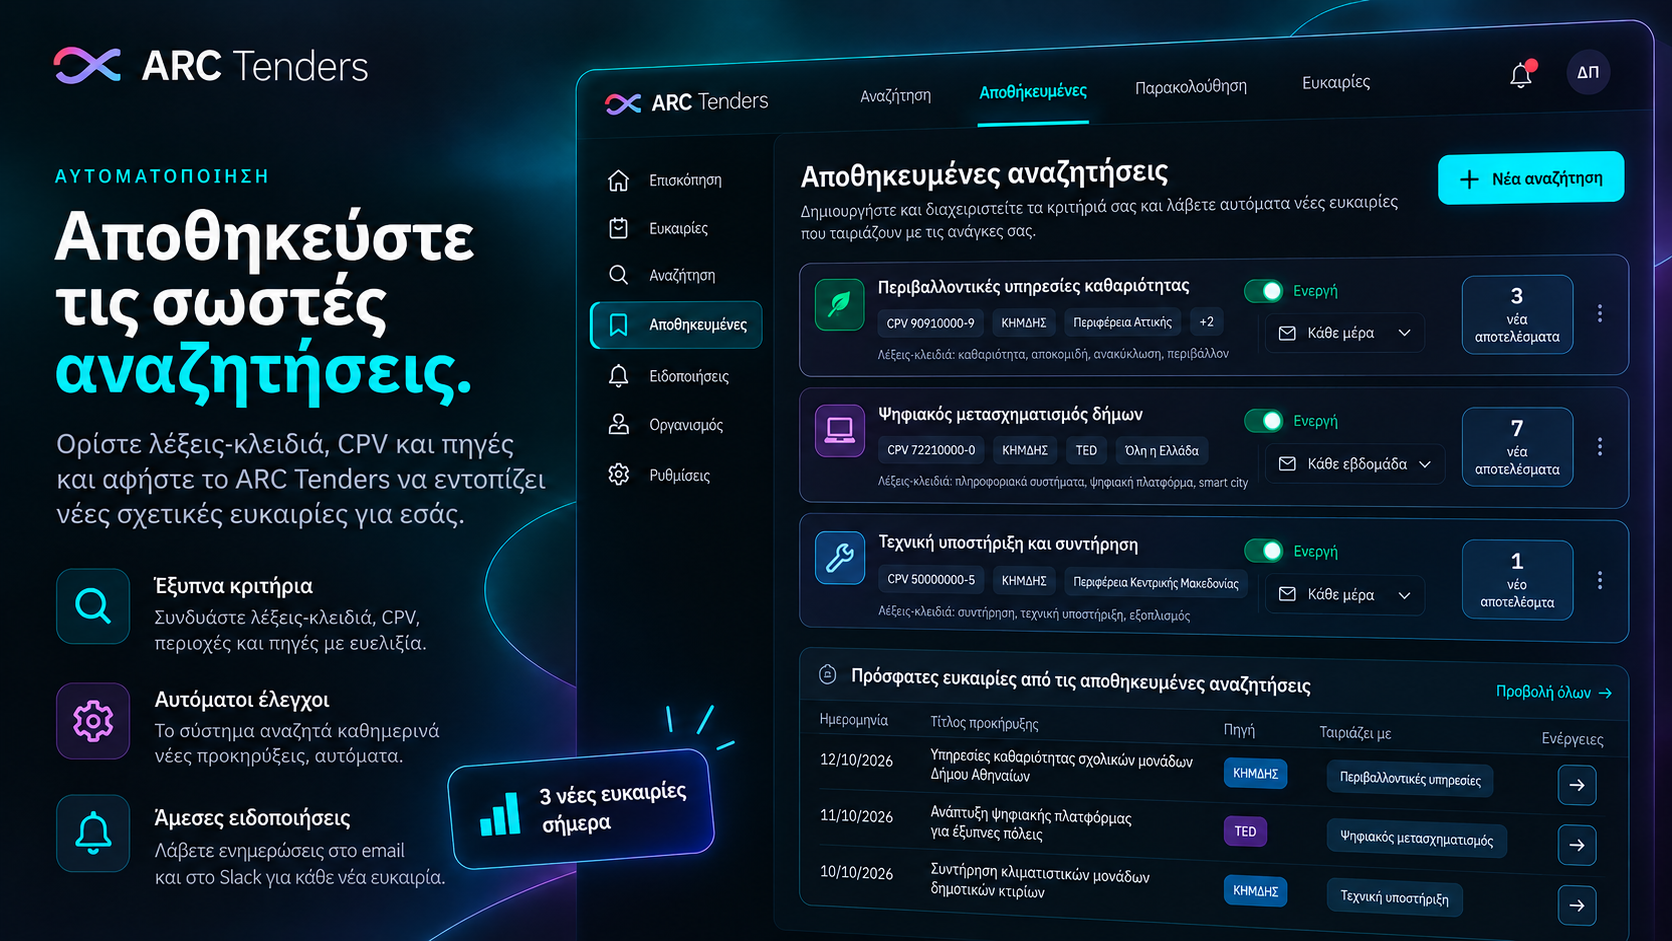 ARC Tenders
ΑΥΤΟΜΑΤΟΠΟΙΗΣΗ
Αποθηκεύστε
τις σωστές
αναζητήσεις.
Ορίστε λέξεις-κλειδιά, CPV και πηγές
και αφήστε το ARC Tenders να εντοπίζει
νέες σχετικές ευκαιρίες για εσάς.
Έξυπνα κριτήρια
Συνδυάστε λέξεις-κλειδιά, CPV,
περιοχές και πηγές με ευελιξία.
Αυτόματοι έλεγχοι
Το σύστημα αναζητά καθημερινά
νέες προκηρύξεις, αυτόματα.
Άμεσες ειδοποιήσεις
Λάβετε ενημερώσεις στο email
και στο Slack για κάθε νέα ευκαιρία.
3 νέες ευκαιρίες
σήμερα
ARC Tenders
Αναζήτηση
Αποθήκευμένες
Παρακολούθηση
Ευκαιρίες
ΔΠ
Επισκόπηση
Ευκαιρίες
Αναζήτηση
Αποθηκευμένες
Ειδοποιήσεις
Οργανισμός
Ρυθμίσεις
Αποθηκευμένες αναζητήσεις
Δημιουργήστε και διαχειριστείτε τα κριτήριά σας και λάβετε αυτόματα νέες ευκαιρίες
που ταιριάζουν με τις ανάγκες σας.
+ Νέα αναζήτηση
Περιβαλλοντικές υπηρεσίες καθαριότητας
CPV 90910000-9 ΚΗΜΔΗΣ Περιφέρεια Αττικής +2
Λέξεις-κλειδιά: καθαριότητα, αποκομιδή, ανακύκλωση, περιβάλλον
Ενεργή
Κάθε μέρα
3
νέα
αποτελέσματα
Ψηφιακός μετασχηματισμός δήμων
CPV 72210000-0 ΚΗΜΔΗΣ TED Όλη η Ελλάδα
Λέξεις-κλειδιά: πληροφοριακά συστήματα, ψηφιακή πλατφόρμα, smart city
Ενεργή
Κάθε εβδομάδα
7
νέα
αποτελέσματα
Τεχνική υποστήριξη και συντήρηση
CPV 50000000-5 ΚΗΜΔΗΣ Περιφέρεια Κεντρικής Μακεδονίας
Λέξεις-κλειδιά: συντήρηση, τεχνική υποστήριξη, εξοπλισμός
Ενεργή
Κάθε μέρα
1
νέο
αποτελέσμτα
Πρόσφατες ευκαιρίες από τις αποθηκευμένες αναζητήσεις
Προβολή όλων →
Ημερομηνία Τίτλος προκήρυξης Πηγή Ταιριάζει με Ενέργειες
12/10/2026 Υπηρεσίες καθαριότητας σχολικών μονάδων
Δήμου Αθηναίων
ΚΗΜΔΗΣ Περιβαλλοντικές υπηρεσίες
11/10/2026 Ανάπτυξη ψηφιακής πλατφόρμας
για έξυπνες πόλεις
TED Ψηφιακός μετασχηματισμός
10/10/2026 Συντήρηση κλιματιστικών μονάδων
δημοτικών κτιρίων
ΚΗΜΔΗΣ Τεχνική υποστήριξη